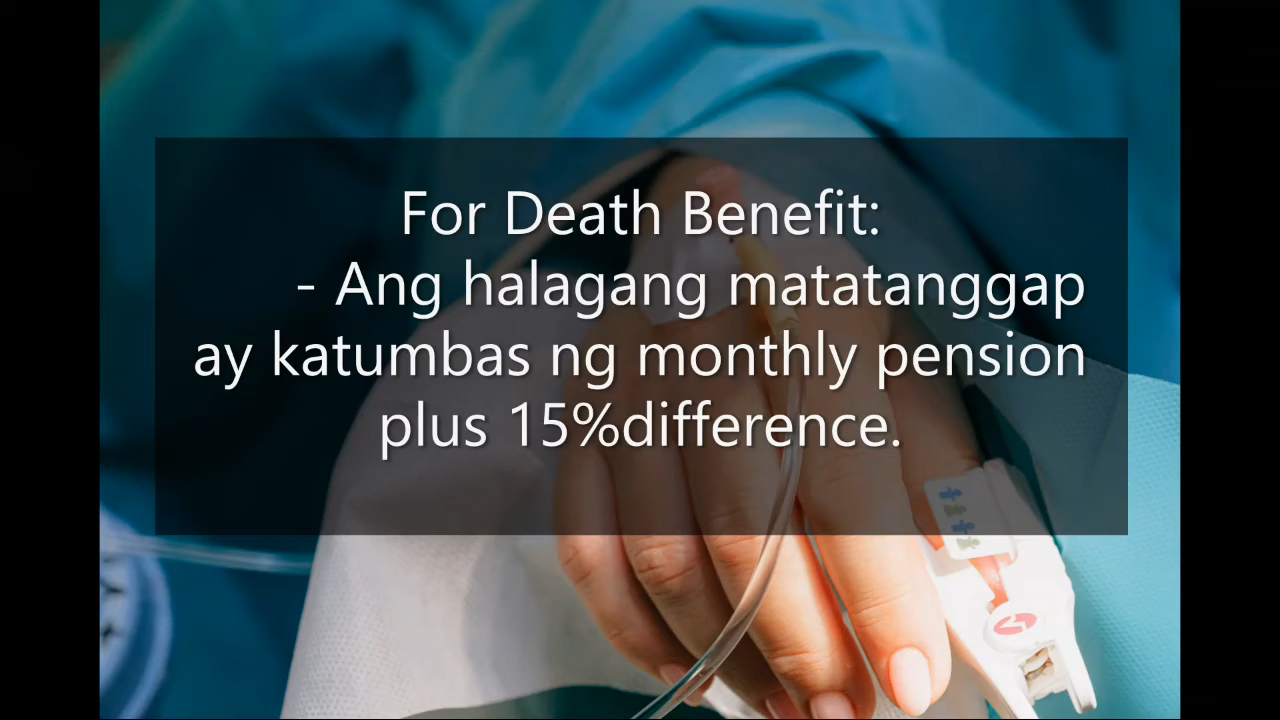 For Death Benefit:
- Ang halagang matatanggap
ay katumbas ng monthly pension
plus 15%difference.